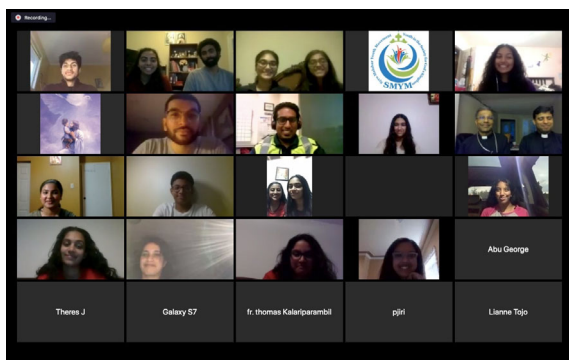 Recording...
SMYM
Abu George
Theres J
Galaxy S7
fr. thomas Kalariparambil
pjiri
Lianne Tojo